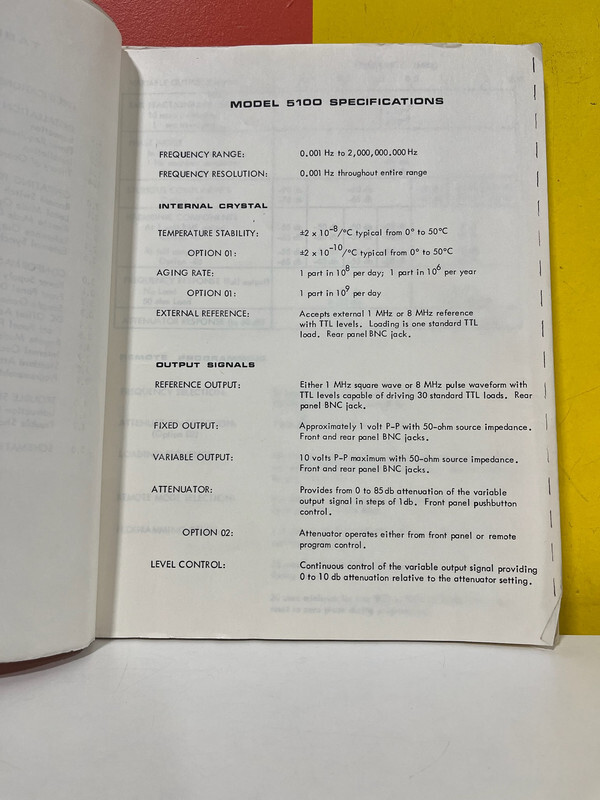 MODEL 5100 SPECIFICATIONS
FREQUENCY RANGE: 0.001 Hz to 2,000,000.000 Hz
FREQUENCY RESOLUTION: 0.001 Hz throughout entire range
INTERNAL CRYSTAL
TEMPERATURE STABILITY: ±2 x 10⁻⁸/°C typical from 0° to 50°C
OPTION 01: ±2 x 10⁻¹⁰/°C typical from 0° to 50°C
AGING RATE: 1 part in 10⁸ per day; 1 part in 10⁶ per year
OPTION 01: 1 part in 10⁹ per day
EXTERNAL REFERENCE: Accepts external 1 MHz or 8 MHz reference
with TTL levels. Loading is one standard TTL
load. Rear panel BNC jack.
OUTPUT SIGNALS
REFERENCE OUTPUT: Either 1 MHz square wave or 8 MHz pulse waveform with
TTL levels capable of driving 30 standard TTL loads. Rear
panel BNC jack.
FIXED OUTPUT: Approximately 1 volt P-P with 50-ohm source impedance.
Front and rear panel BNC jacks.
VARIABLE OUTPUT: 10 volts P-P maximum with 50-ohm source impedance.
Front and rear panel BNC jacks.
ATTENUATOR: Provides from 0 to 85db attenuation of the variable
output signal in steps of 1db. Front panel pushbutton
control.
OPTION 02: Attenuator operates either from front panel or remote
program control.
LEVEL CONTROL: Continuous control of the variable output signal providing
0 to 10 db attenuation relative to the attenuator setting.